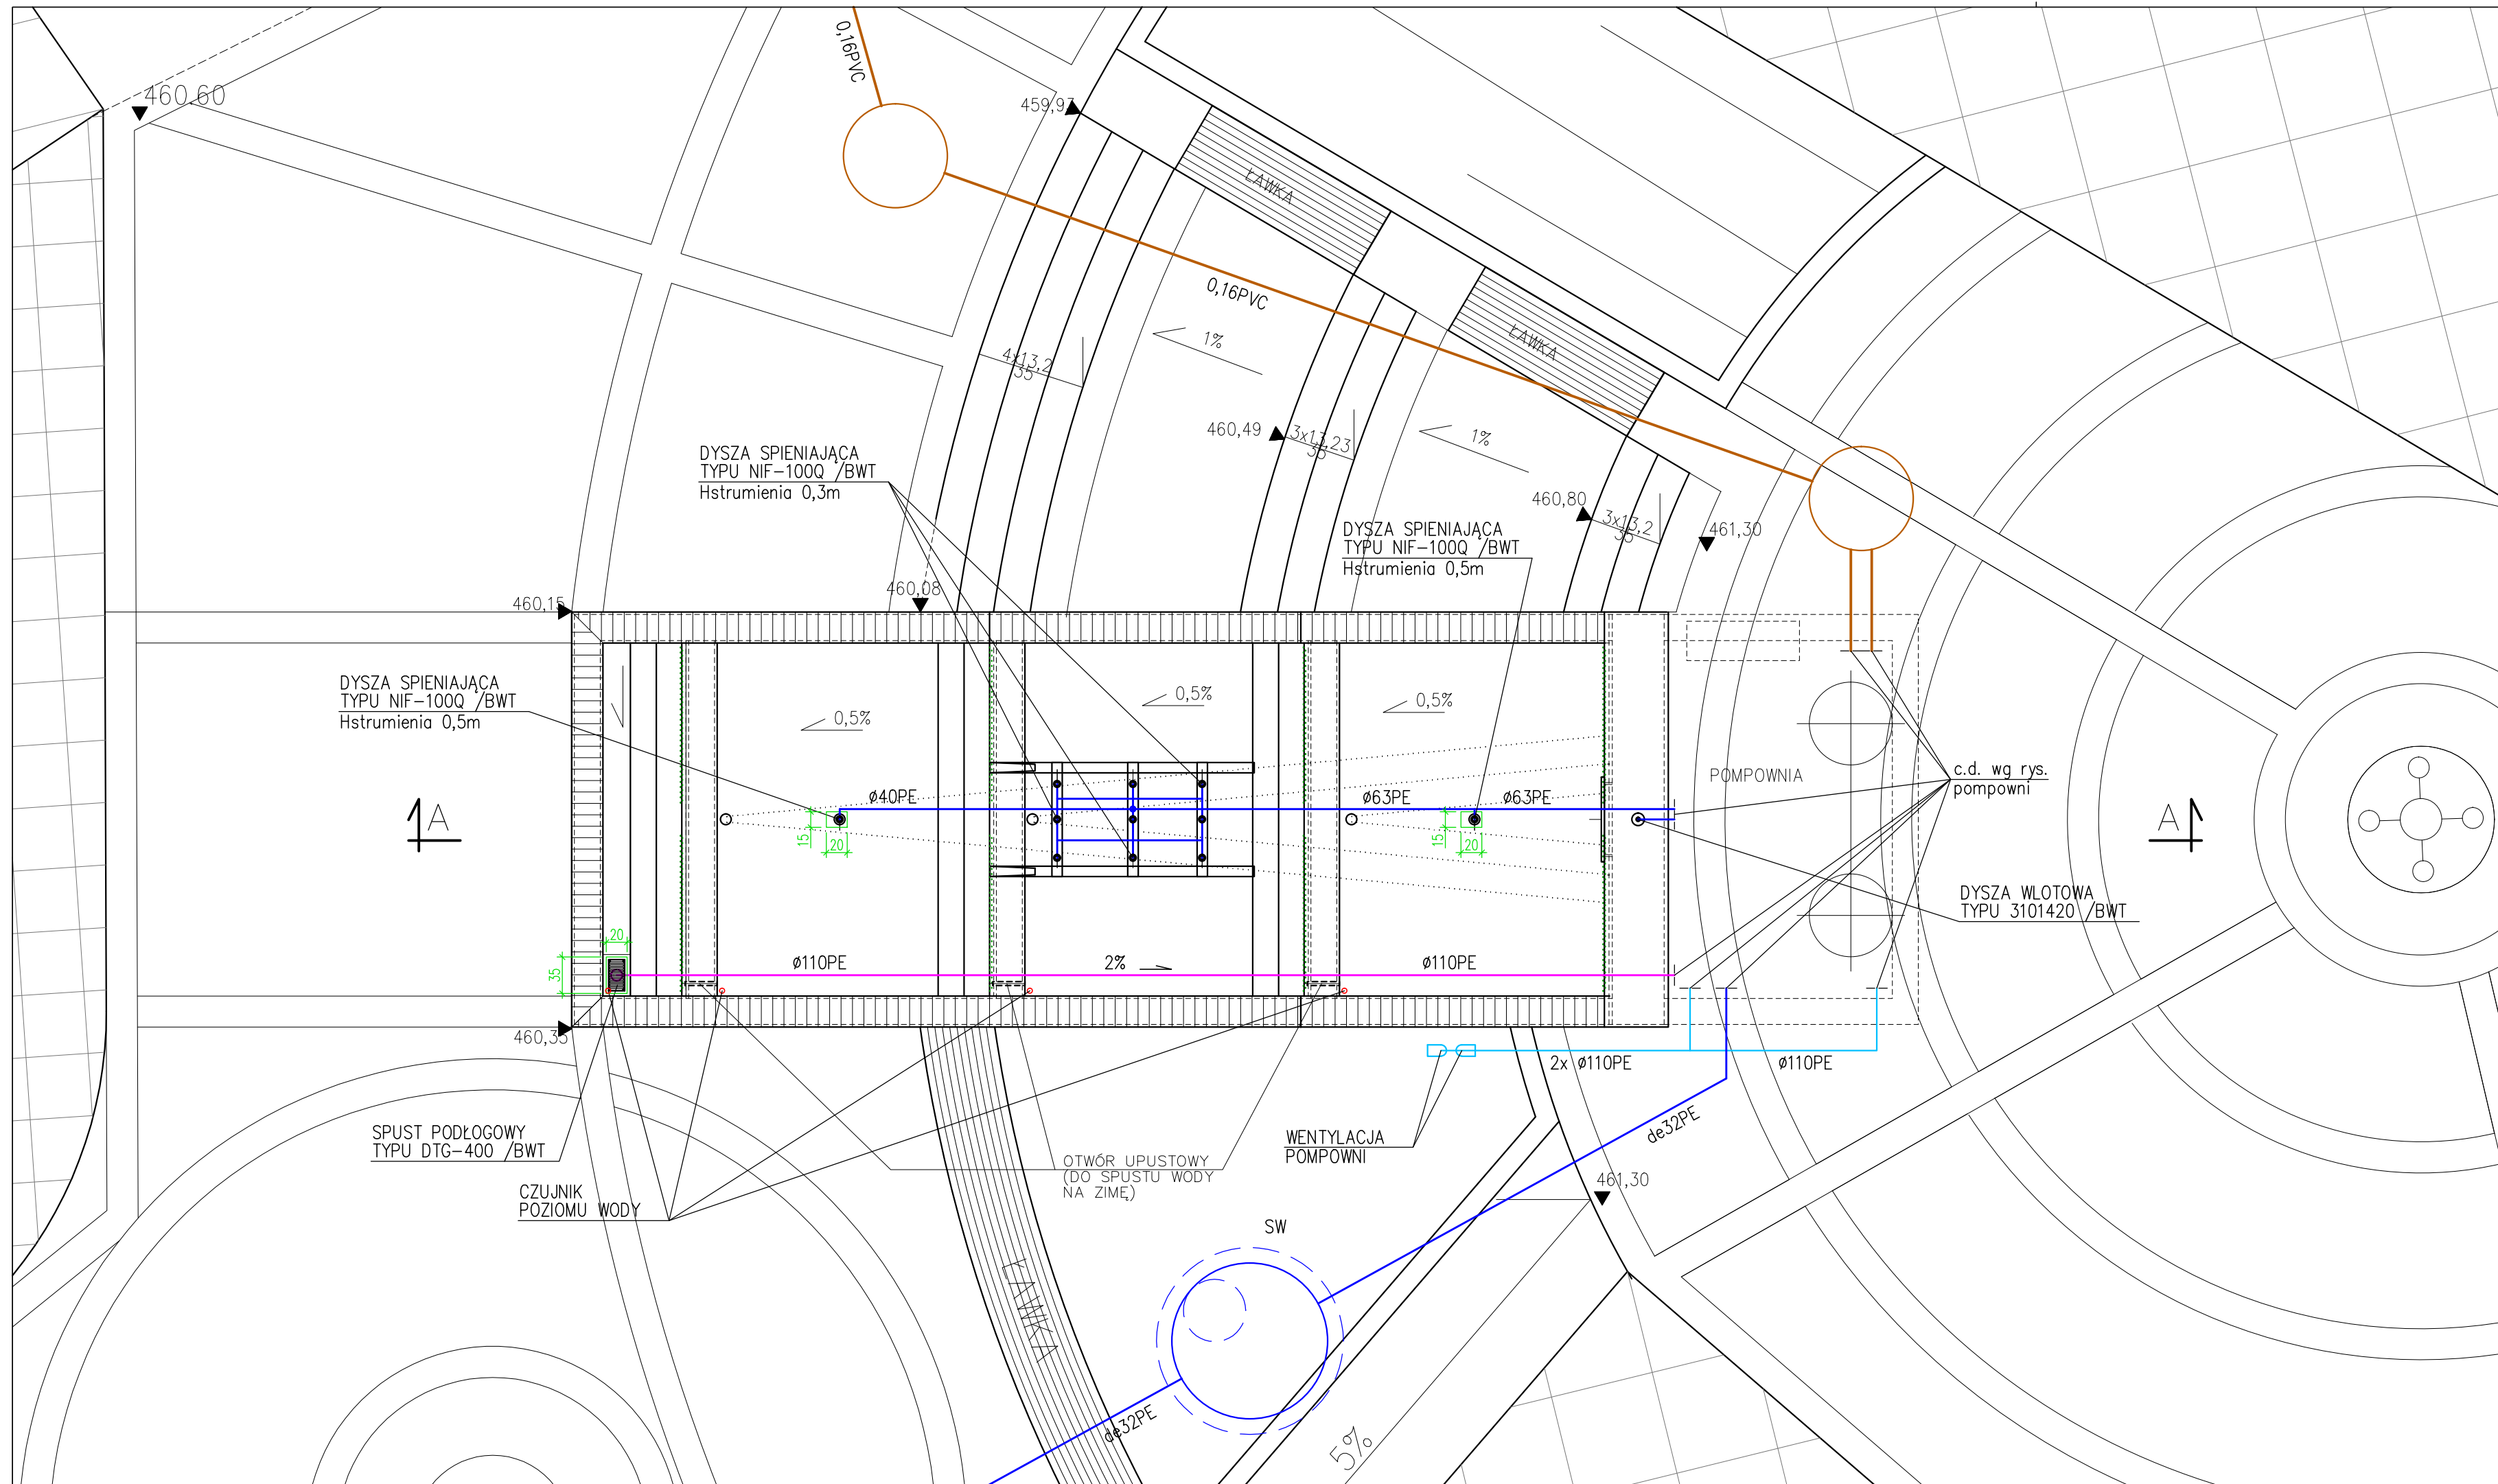 0,16PVC
460,60
459,93
ŁAWKA
0,16PVC
ŁAWKA
1%
4x13,2
35
460,49
3x13,23
35
1%
DYSZA SPIENIAJĄCA
TYPU NIF-100Q /BWT
Hstrumienia 0,3m
460,80
3x13,2
35
461,30
DYSZA SPIENIAJĄCA
TYPU NIF-100Q /BWT
Hstrumienia 0,5m
460,15
460,08
DYSZA SPIENIAJĄCA
TYPU NIF-100Q /BWT
Hstrumienia 0,5m
0,5%
0,5%
0,5%
POMPOWNIA
c.d. wg rys.
pompowni
ø40PE
ø63PE
ø63PE
A
A
15
20
15
20
DYSZA WLOTOWA
TYPU 3101420 /BWT
20
35
ø110PE
2%
ø110PE
460,35
2x ø110PE
ø110PE
SPUST PODŁOGOWY
TYPU DTG-400 /BWT
WENTYLACJA
POMPOWNI
de32PE
OTWÓR UPUSTOWY
(DO SPUSTU WODY
NA ZIMĘ)
CZUJNIK
POZIOMU WODY
461,30
SW
ŁAWKA
de32PE
5%